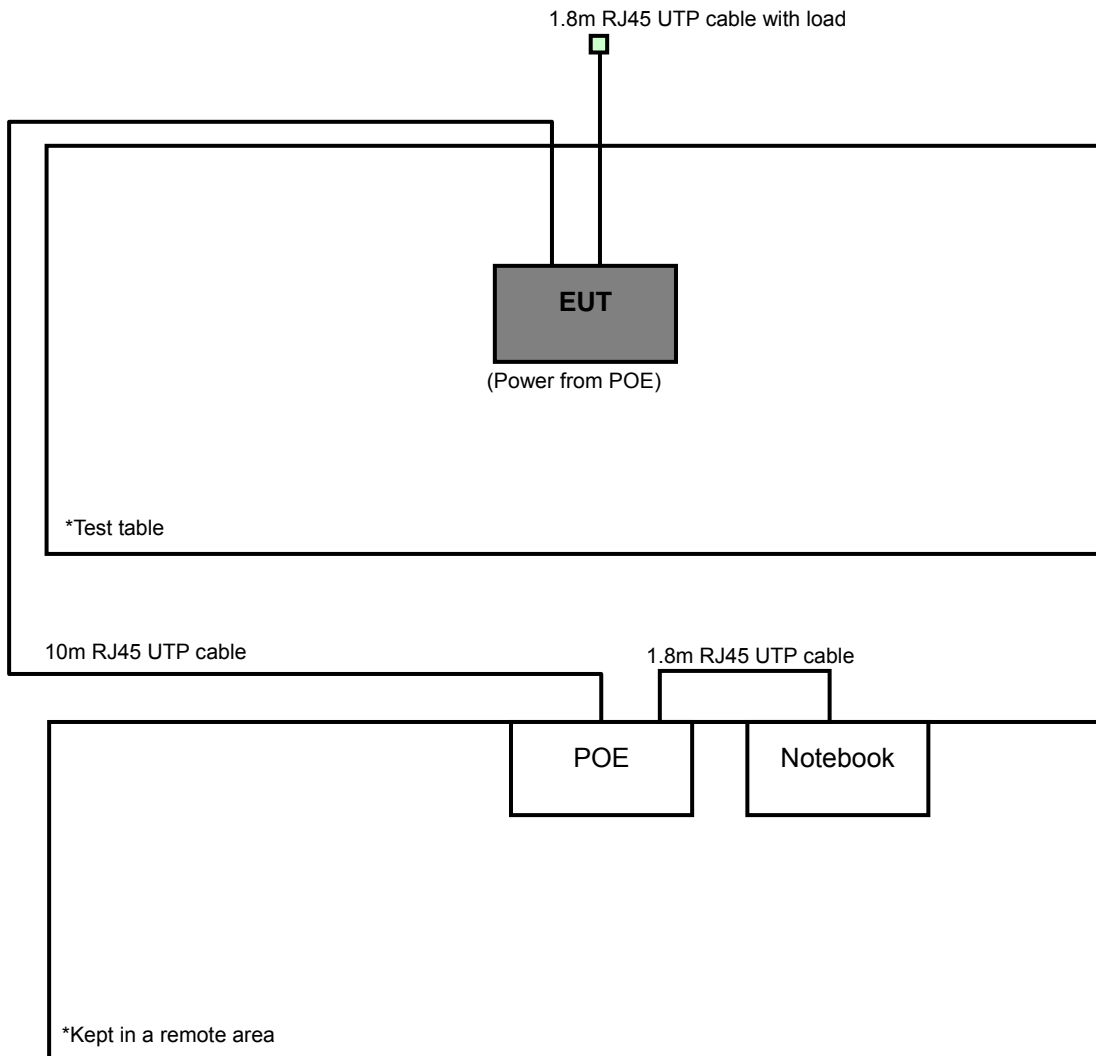 1.8m RJ45 UTP cable with load
EUT
(Power from POE)
*Test table
10m RJ45 UTP cable
1.8m RJ45 UTP cable
POE
Notebook
*Kept in a remote area